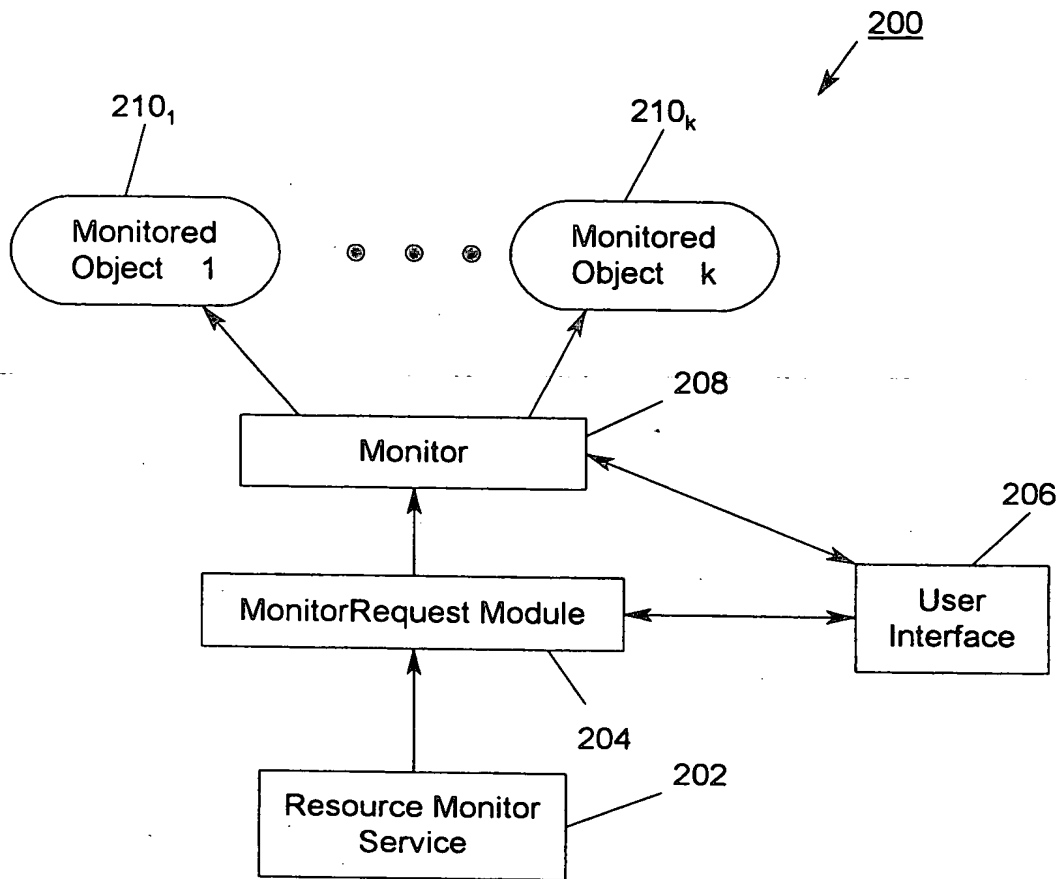 200
210₁
210ₖ
Monitored
Object 1
Monitored
Object k
208
Monitor
206
MonitorRequest Module
User
Interface
204
202
Resource Monitor
Service